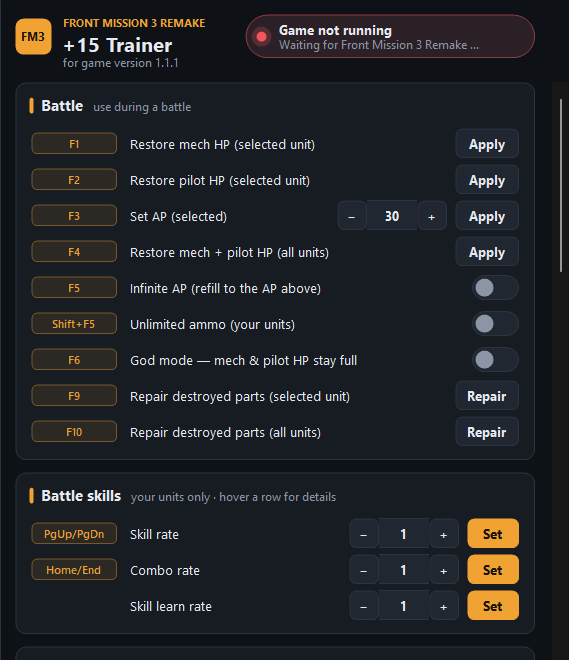 FM3
FRONT MISSION 3 REMAKE
+15 Trainer
for game version 1.1.1
Game not running
Waiting for Front Mission 3 Remake ...
Battle use during a battle
F1 Restore mech HP (selected unit) Apply
F2 Restore pilot HP (selected unit) Apply
F3 Set AP (selected) − 30 + Apply
F4 Restore mech + pilot HP (all units) Apply
F5 Infinite AP (refill to the AP above)
Shift+F5 Unlimited ammo (your units)
F6 God mode — mech & pilot HP stay full
F9 Repair destroyed parts (selected unit) Repair
F10 Repair destroyed parts (all units) Repair
Battle skills your units only · hover a row for details
PgUp/PgDn Skill rate − 1 + Set
Home/End Combo rate − 1 + Set
Skill learn rate − 1 + Set